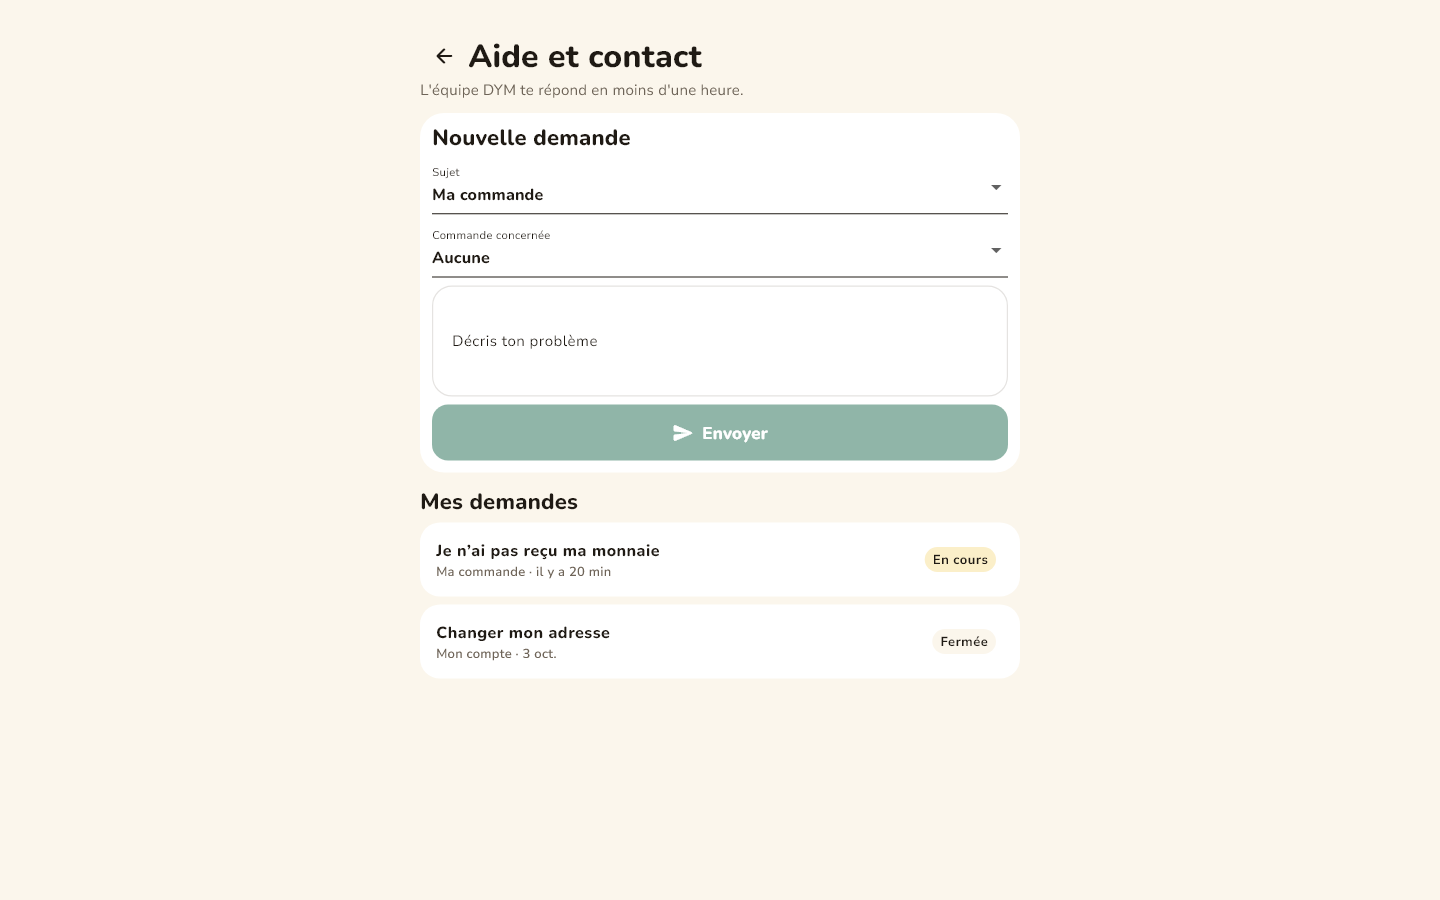 Aide et contact
L'équipe DYM te répond en moins d'une heure.
Nouvelle demande
Sujet
Ma commande
Commande concernée
Aucune
Décris ton problème
Envoyer
Mes demandes
Je n’ai pas reçu ma monnaie
Ma commande · il y a 20 min
En cours
Changer mon adresse
Mon compte · 3 oct.
Fermée